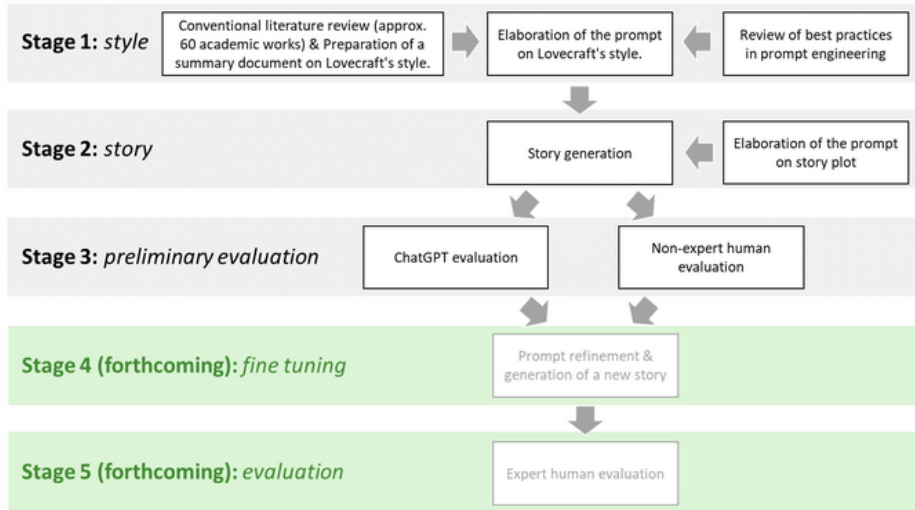 Stage 1: style
Conventional literature review (approx.
60 academic works) & Preparation of a
summary document on Lovecraft's style.
Elaboration of the prompt
on Lovecraft's style.
Review of best practices
in prompt engineering
Stage 2: story
Story generation
Elaboration of the prompt
on story plot
Stage 3: preliminary evaluation
ChatGPT evaluation
Non-expert human
evaluation
Stage 4 (forthcoming): fine tuning
Prompt refinement &
generation of a new story
Stage 5 (forthcoming): evaluation
Expert human evaluation